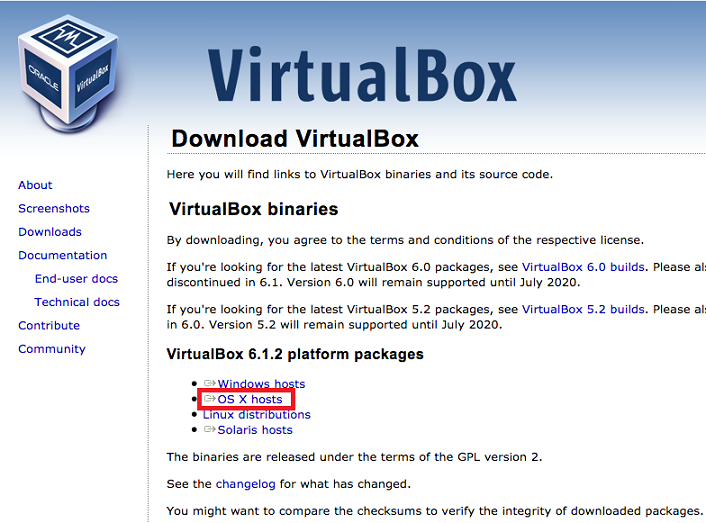 ORACLE
VirtualBox
VirtualBox
Download VirtualBox
Here you will find links to VirtualBox binaries and its source code.
About
Screenshots
Downloads
Documentation
End-user docs
Technical docs
Contribute
Community
VirtualBox binaries
By downloading, you agree to the terms and conditions of the respective license.
If you're looking for the latest VirtualBox 6.0 packages, see VirtualBox 6.0 builds. Please
discontinued in 6.1. Version 6.0 will remain supported until July 2020.
If you're looking for the latest VirtualBox 5.2 packages, see VirtualBox 5.2 builds. Please
in 6.0. Version 5.2 will remain supported until July 2020.
VirtualBox 6.1.2 platform packages
Windows hosts
OS X hosts
Linux distributions
Solaris hosts
The binaries are released under the terms of the GPL version 2.
See the changelog for what has changed.
You might want to compare the checksums to verify the integrity of downloaded packages.